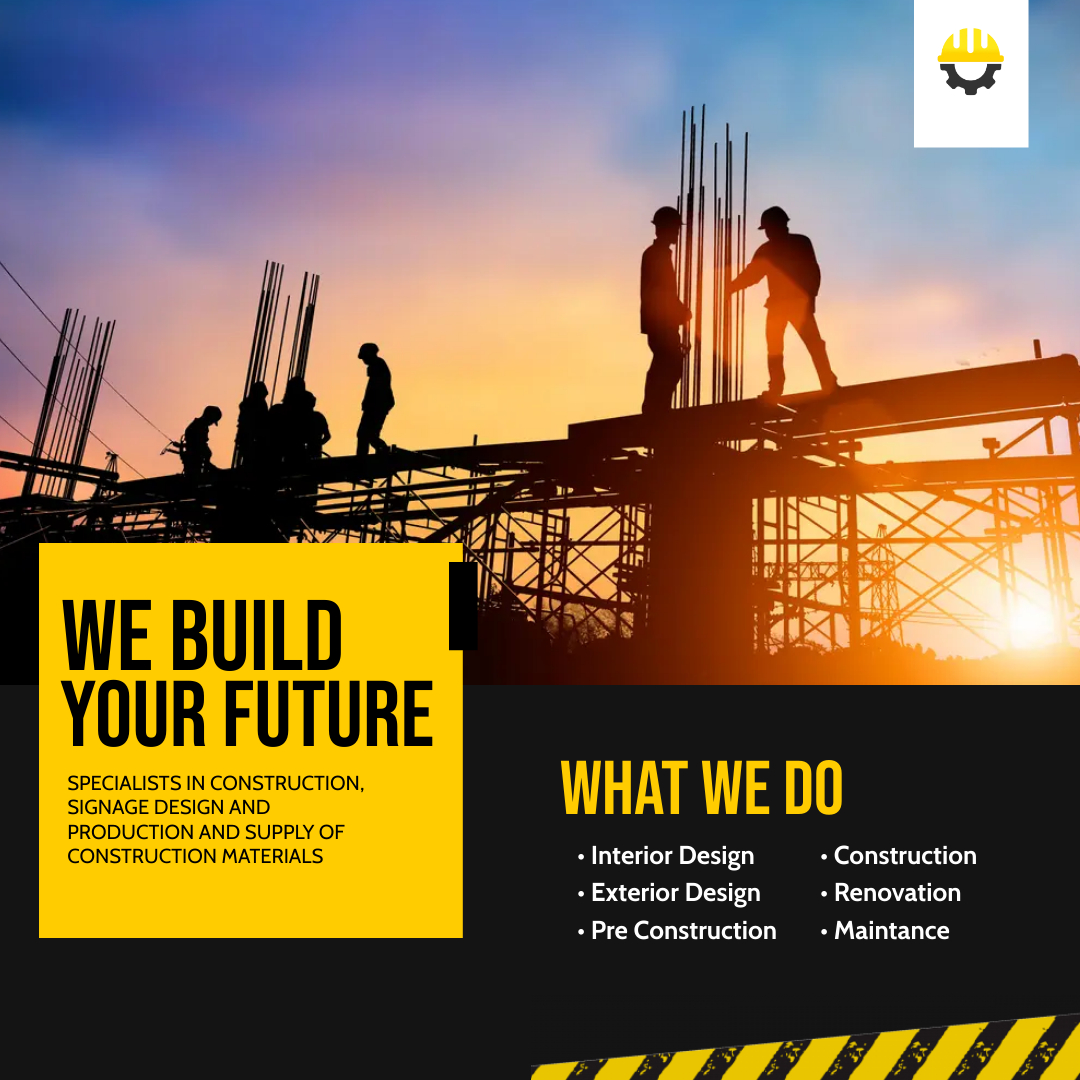 WE BUILD
YOUR FUTURE
SPECIALISTS IN CONSTRUCTION,
SIGNAGE DESIGN AND
PRODUCTION AND SUPPLY OF
CONSTRUCTION MATERIALS
WHAT WE DO
• Interior Design
• Exterior Design
• Pre Construction
• Construction
• Renovation
• Maintance